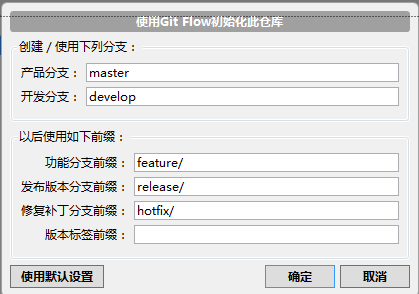 使用Git Flow初始化此仓库
创建 / 使用下列分支：
产品分支： master
开发分支： develop
以后使用如下前缀：
功能分支前缀： feature/
发布版本分支前缀： release/
修复补丁分支前缀： hotfix/
版本标签前缀：
使用默认设置 确定 取消